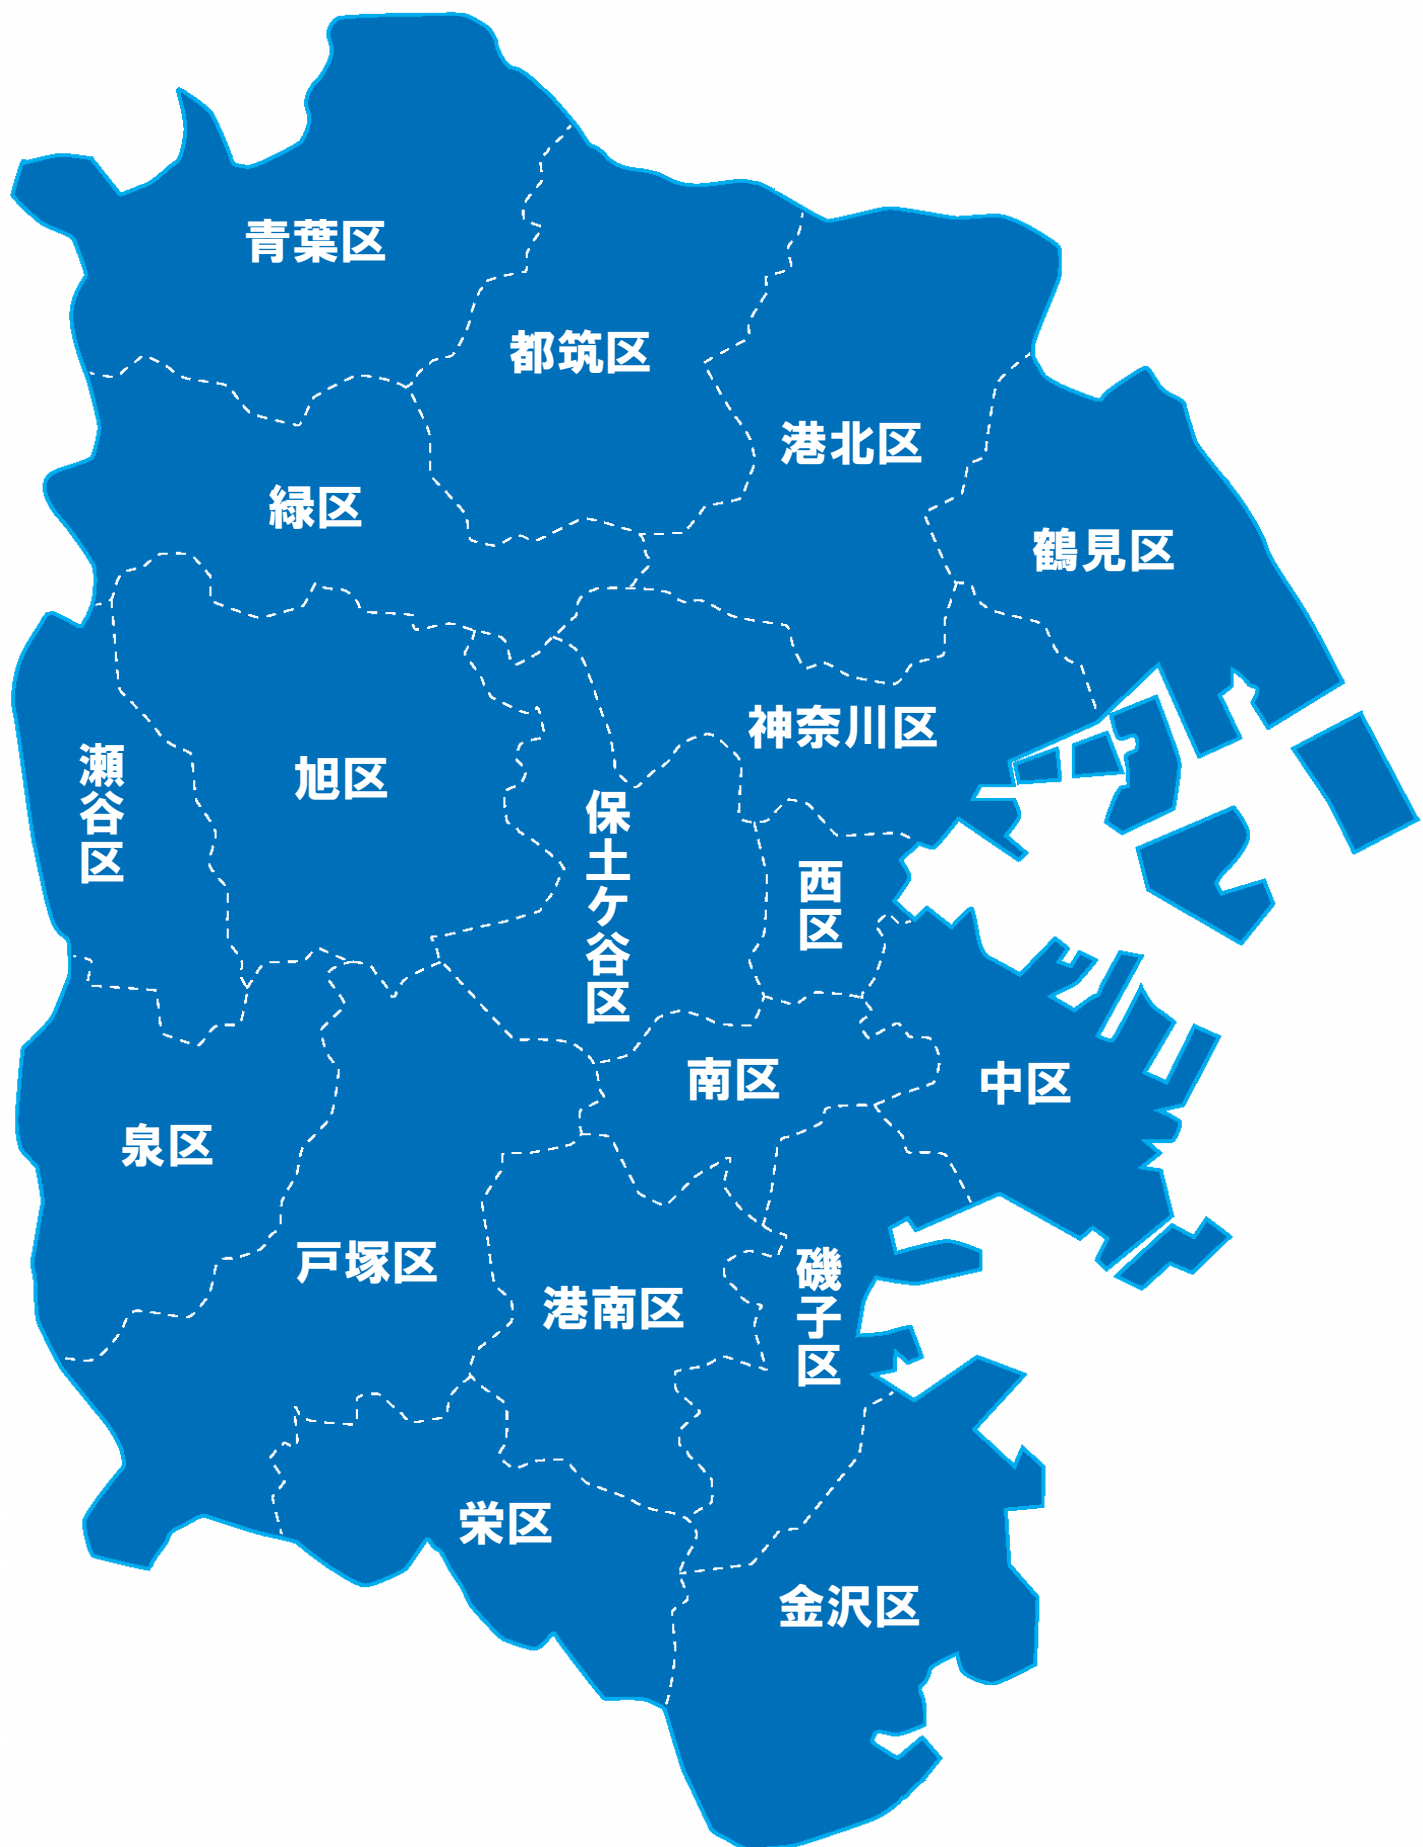 青葉区
都筑区
港北区
緑区
鶴見区
神奈川区
瀬谷区
旭区
保土ケ谷区
西区
南区
中区
泉区
戸塚区
港南区
磯子区
栄区
金沢区